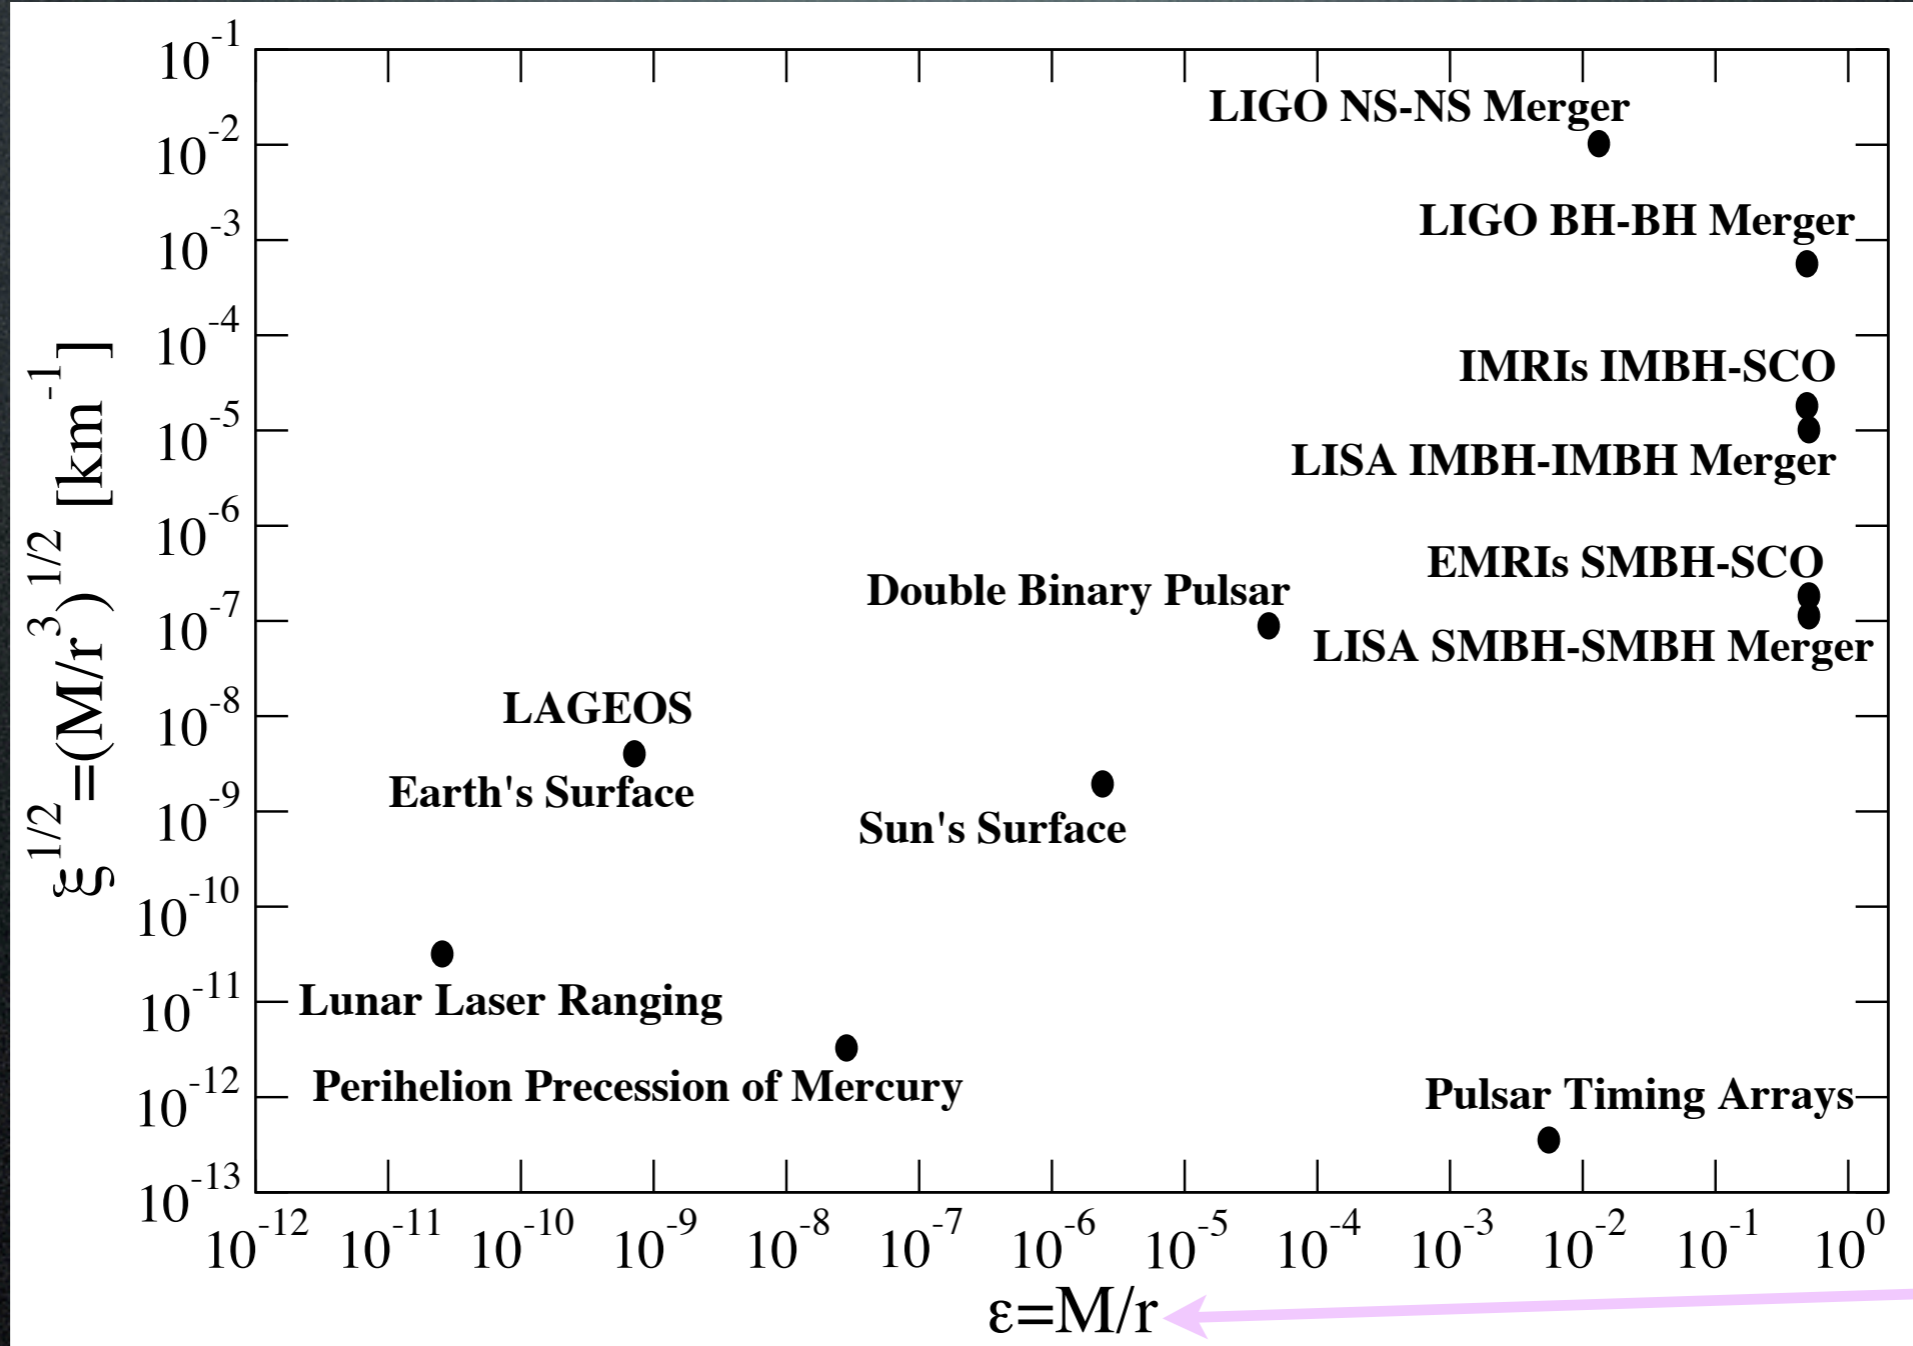 10^-1
10^-2
10^-3
10^-4
10^-5
10^-6
10^-7
10^-8
10^-9
10^-10
10^-11
10^-12
10^-13
ξ^1/2=(M/r^3)^1/2 [km^-1]
LIGO NS-NS Merger
LIGO BH-BH Merger
IMRIs IMBH-SCO
LISA IMBH-IMBH Merger
EMRIs SMBH-SCO
Double Binary Pulsar
LISA SMBH-SMBH Merger
LAGEOS
Earth's Surface
Sun's Surface
Lunar Laser Ranging
Perihelion Precession of Mercury
Pulsar Timing Arrays
10^-12 10^-11 10^-10 10^-9 10^-8 10^-7 10^-6 10^-5 10^-4 10^-3 10^-2 10^-1 10^0
ε=M/r